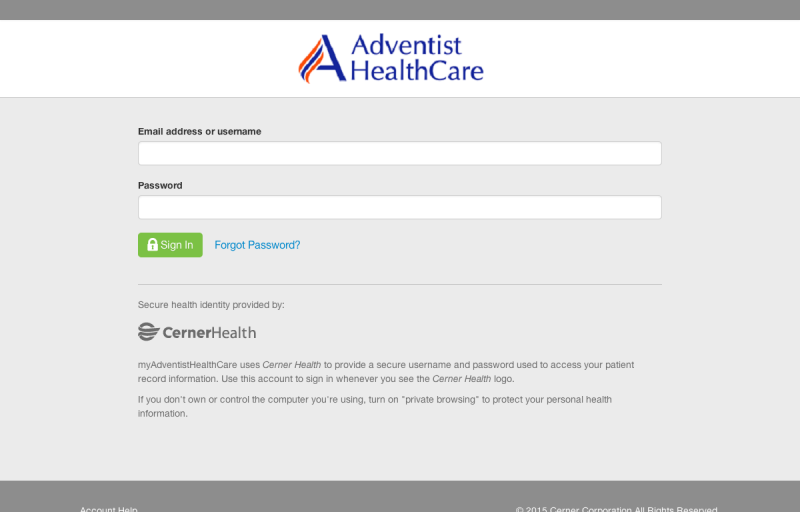 Adventist
HealthCare
Email address or username
Password
Sign In Forgot Password?
Secure health identity provided by:
CernerHealth
myAdventistHealthCare uses Cerner Health to provide a secure username and password used to access your patient
record information. Use this account to sign in whenever you see the Cerner Health logo.
If you don't own or control the computer you're using, turn on "private browsing" to protect your personal health
information.
Account Help © 2015 Cerner Corporation All Rights Reserved